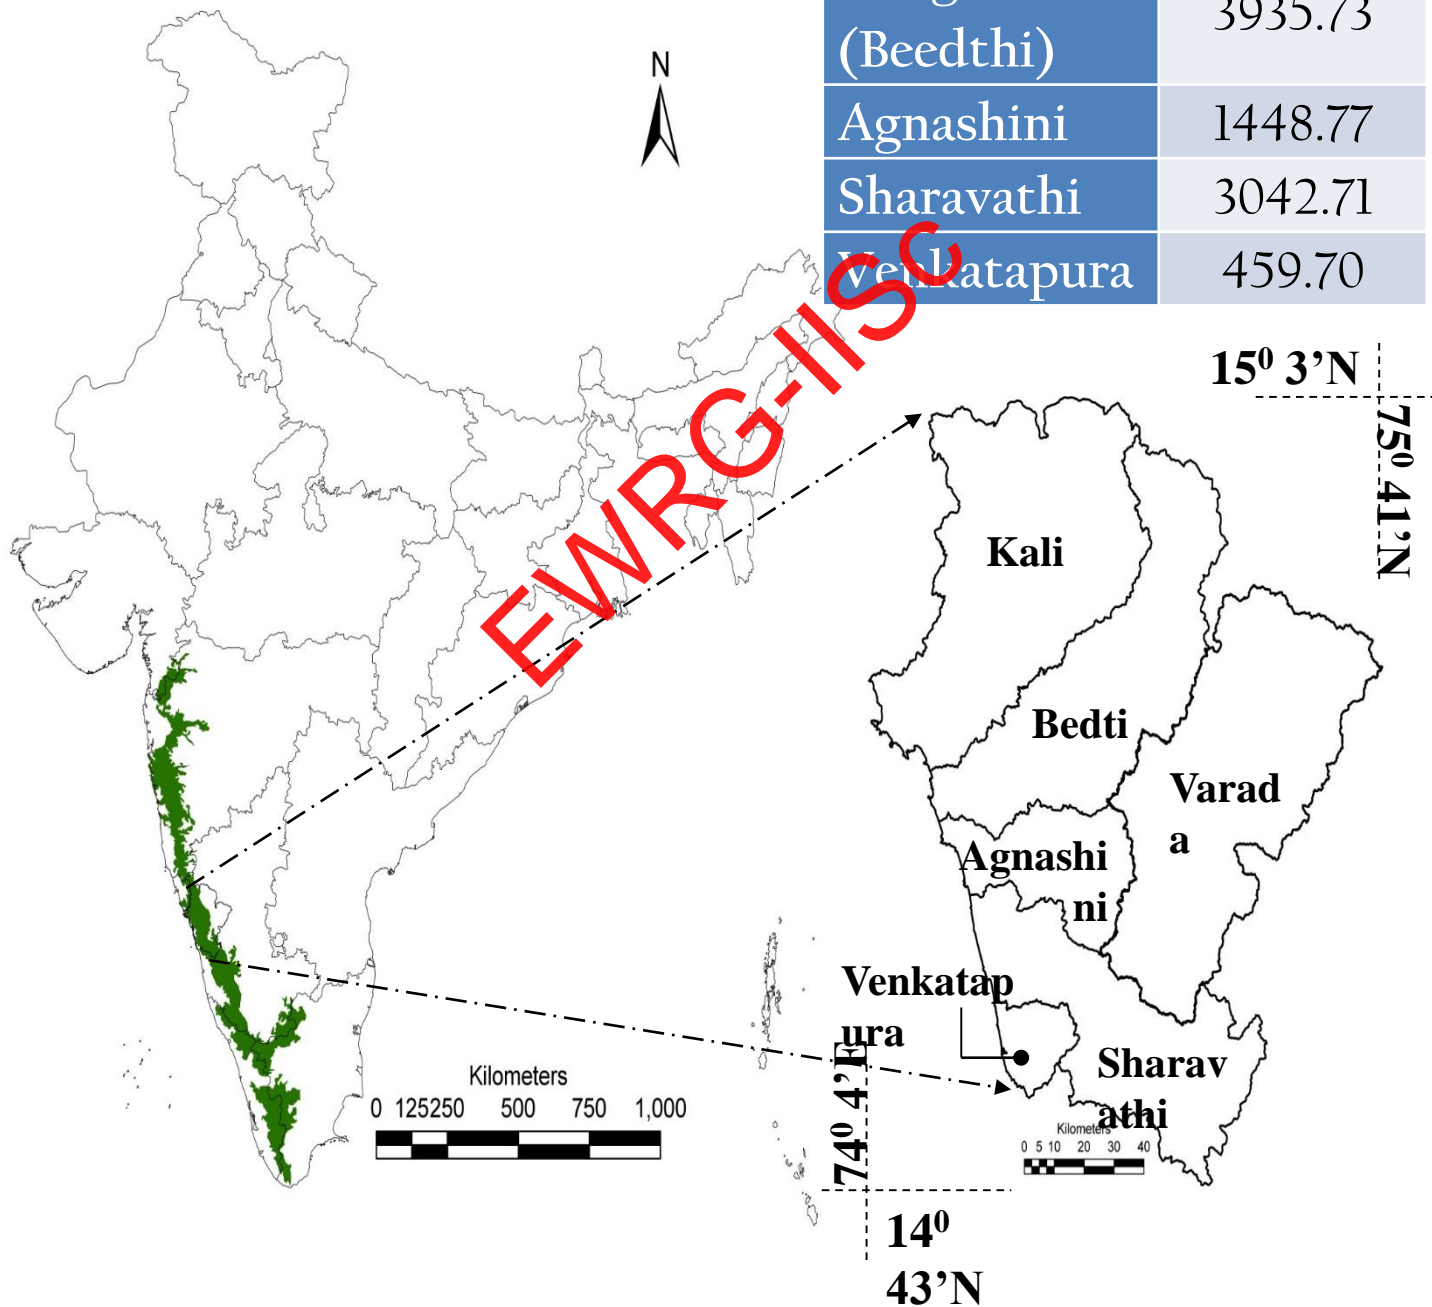 3935.73
(Beedthi)
Agnashini 1448.77
Sharavathi 3042.71
Venkatapura 459.70
N
EWRG-IISc
15⁰ 3’N
75⁰ 41’N
Kali
Bedti
Varad
a
Agnashi
ni
Venkatap
ura
Sharav
athi
74⁰ 4’E
14⁰
43’N
Kilometers
0 125250 500 750 1,000
Kilometers
0 5 10 20 30 40